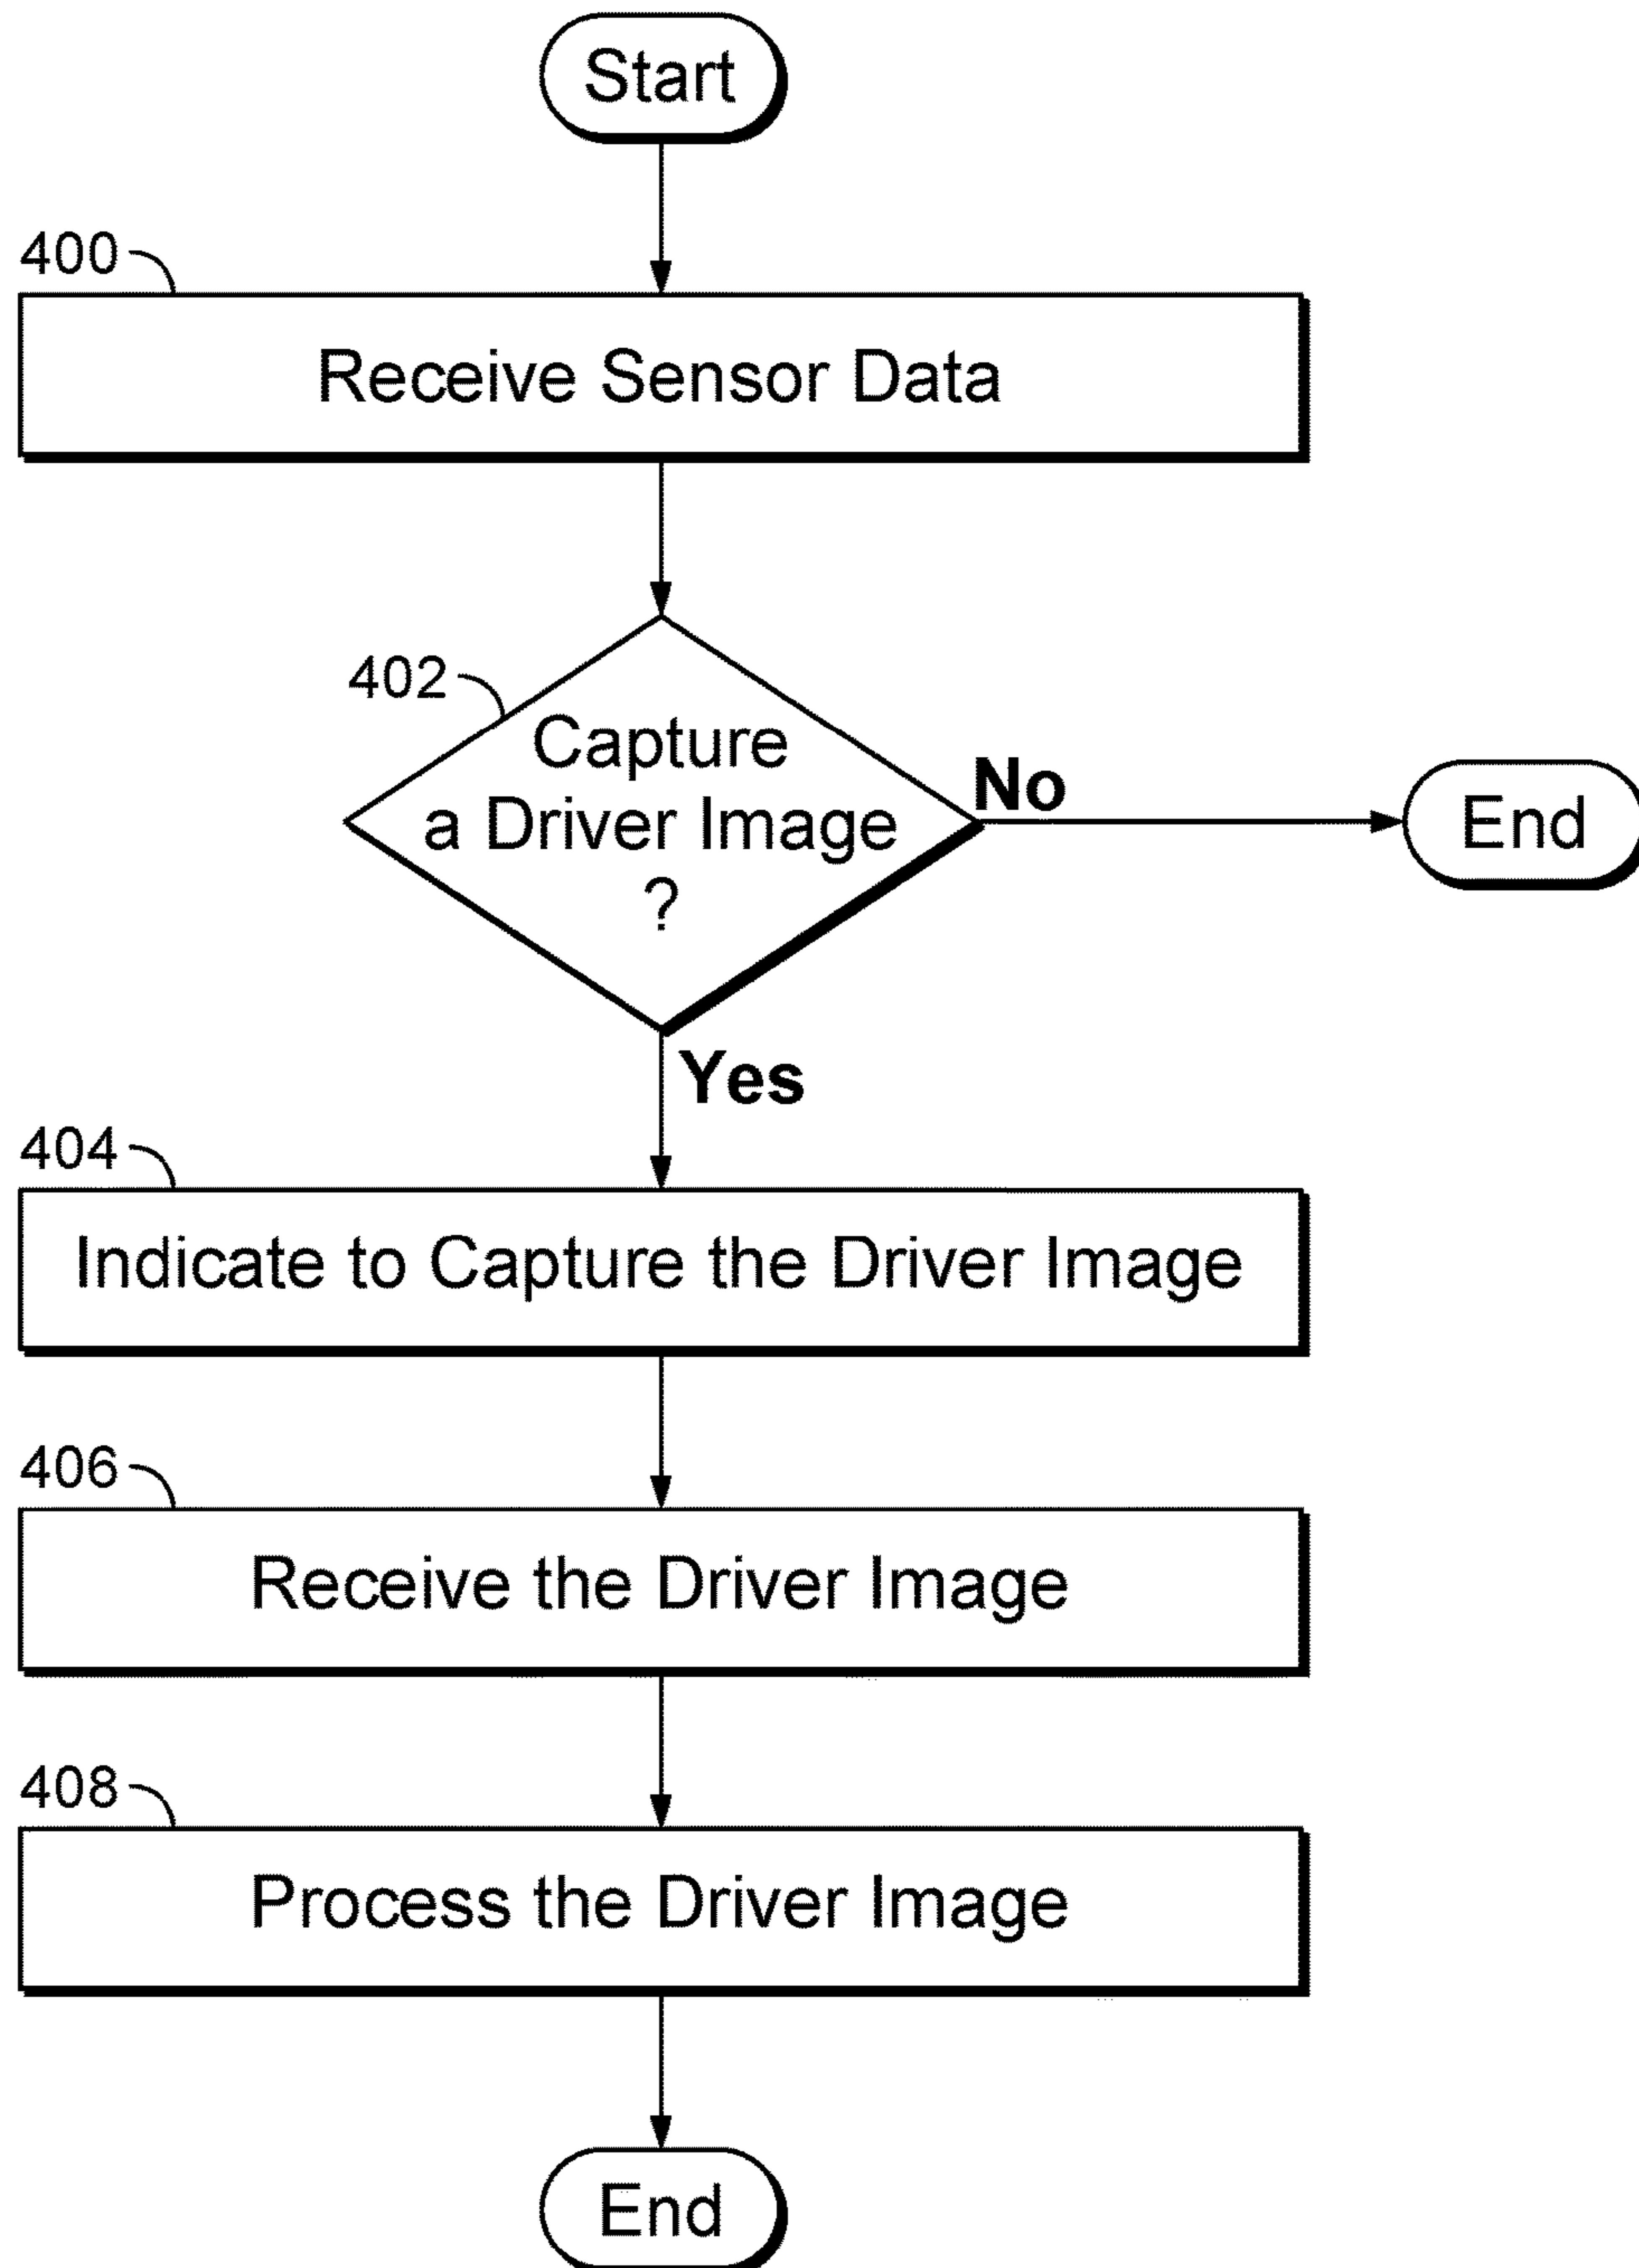 Start
400
Receive Sensor Data
402
Capture
a Driver Image
?
No
End
Yes
404
Indicate to Capture the Driver Image
406
Receive the Driver Image
408
Process the Driver Image
End